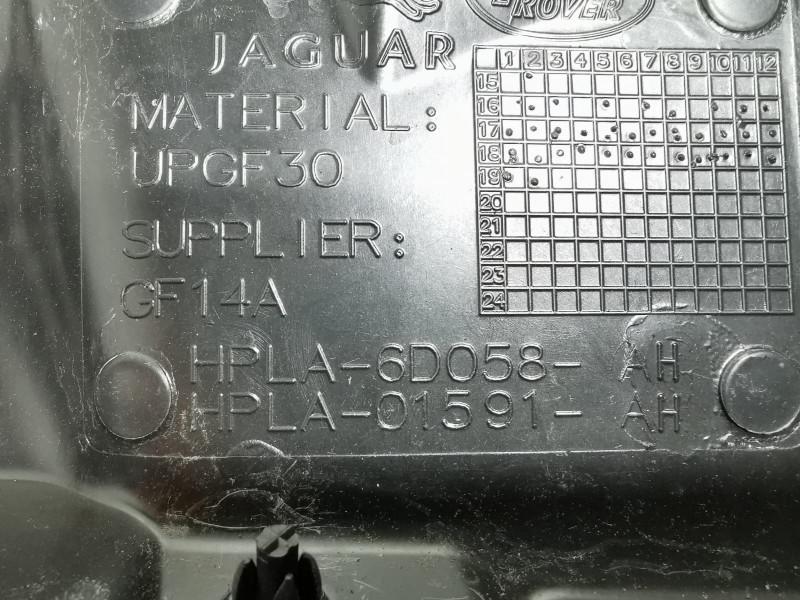 ROVER
JAGUAR
1 2 3 4 5 6 7 8 9 10 11 12
15
MATERIAL:
16
17
UPGF30
18
19
20
SUPPLIER:
21
22
GF14A
23
24
HPLA-6D058- AH
HPLA-01591- AH